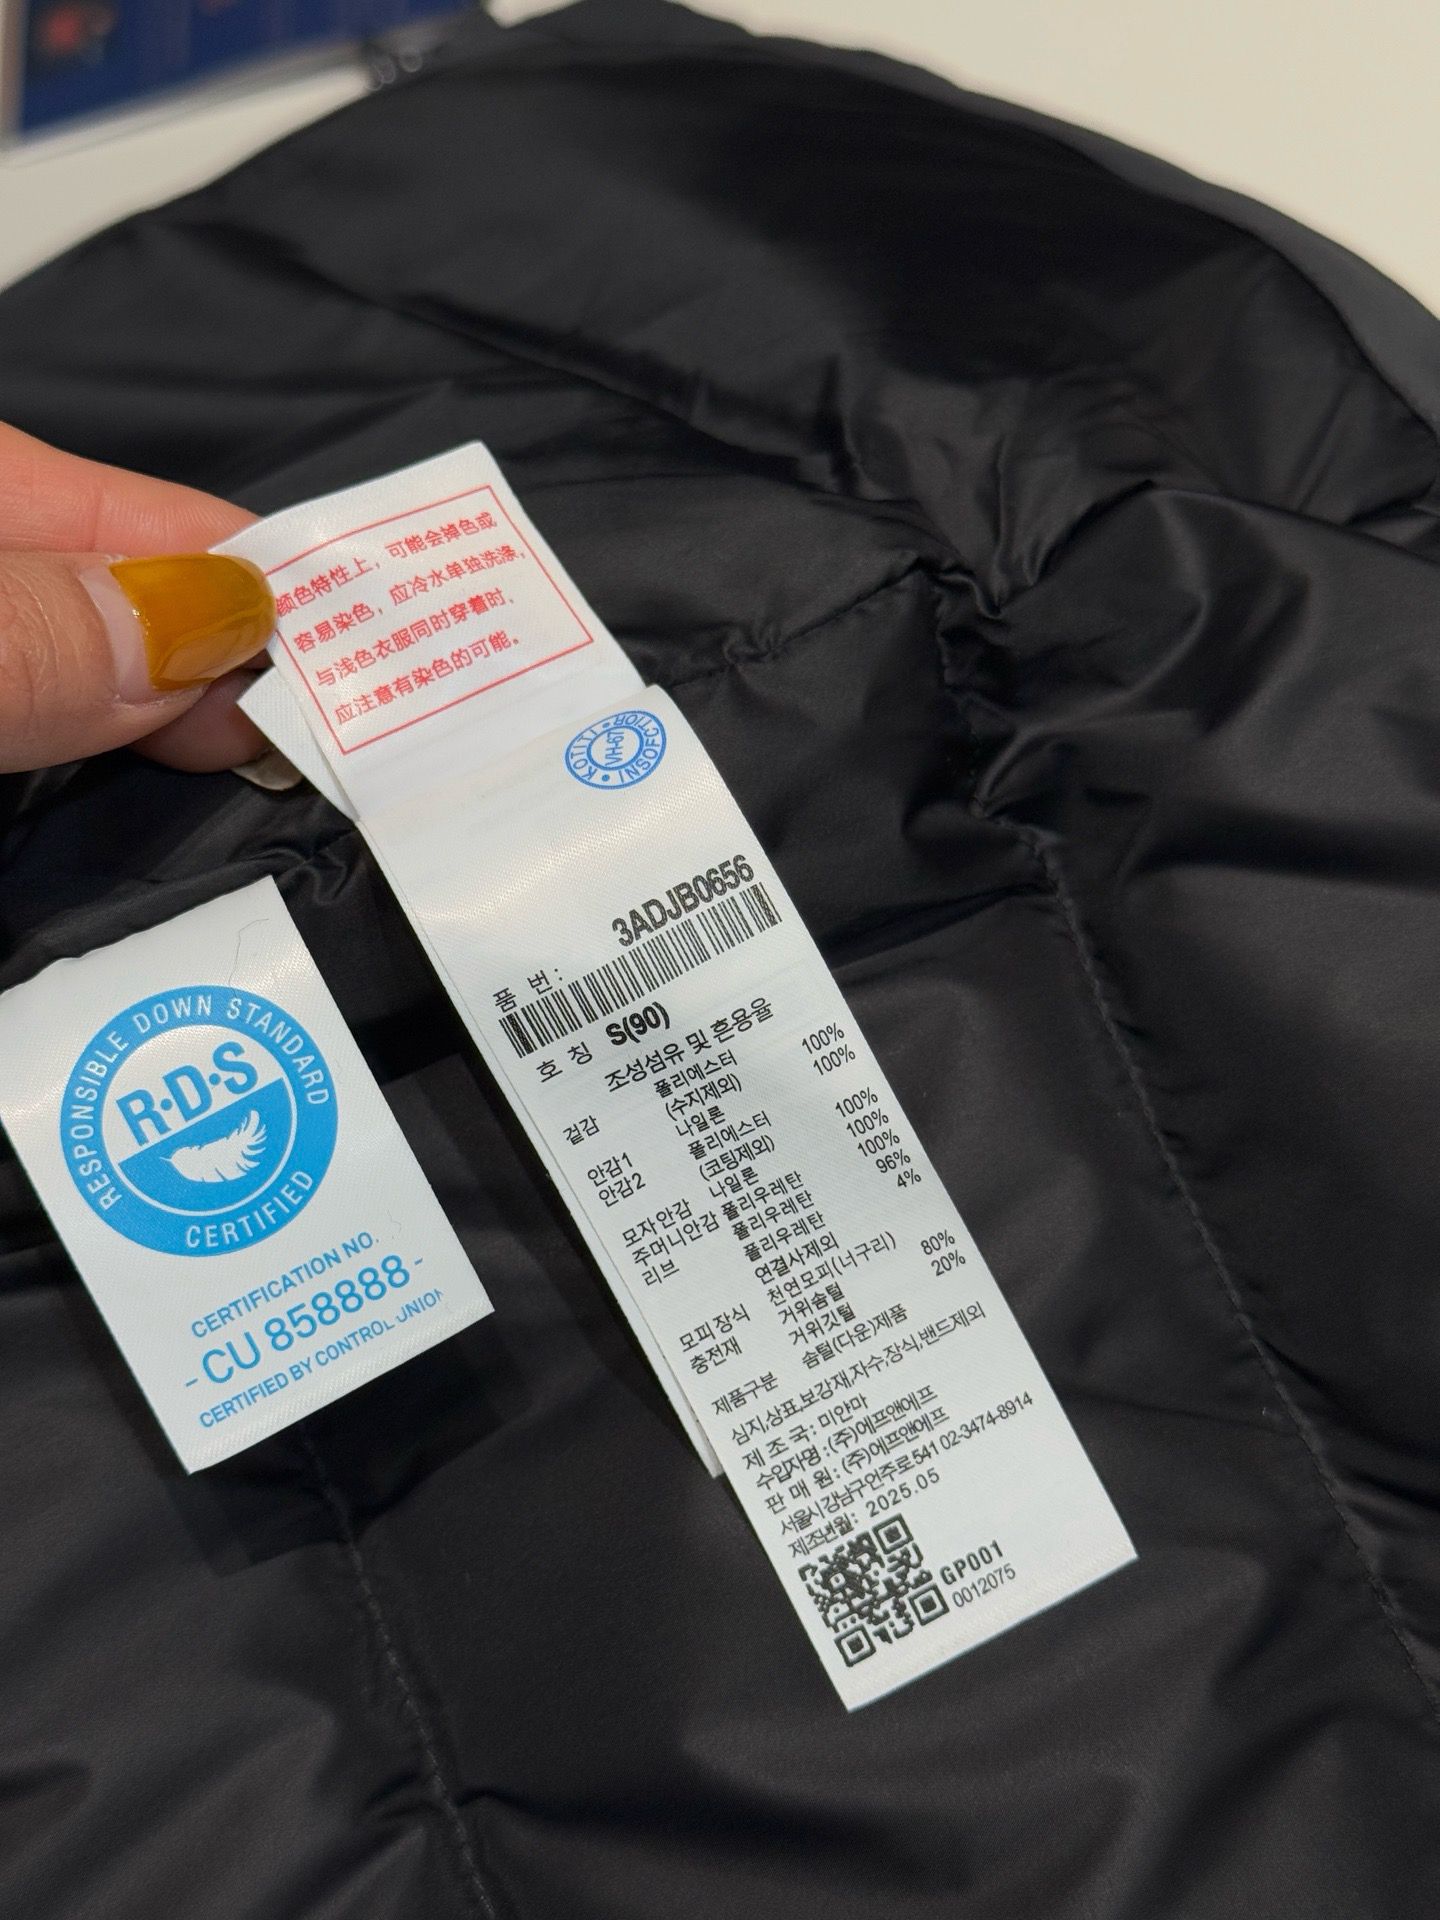 颜色特性上，可能会掉色或
容易染色，应冷水单独洗涤，
与浅色衣服同时穿着时，
应注意有染色的可能。
KOTITI • INSOFCTIOR •
VH-67
품 번 : 3ADJB0656
호 칭 S(90)
조성섬유 및 흔용율
겉감 폴리에스터 100%
(수지제외)
안감1 나일론 100%
안감2 폴리에스터 100%
(코팅제외)
모자안감 나일론 100%
주머니안감 폴리우레탄 100%
리브 폴리우레탄 96%
폴리우레탄 4%
연결사제외
모피장식 천연모피(너구리)
충전재 거위솜털 80%
거위깃털 20%
제품구분 솜털(다운)제품
심지,상표,보강재,자수,장식,밴드제외
제 조 국 : 미얀마
수입자명 : (주)에프앤에프
판 매 원 : (주)에프앤에프
서울시 강남구 언주로 541 02-3474-8914
제조년월: 2025.05
GP001
0012075
RESPONSIBLE DOWN STANDARD
R·D·S
CERTIFIED
CERTIFICATION NO.
- CU 858888 -
CERTIFIED BY CONTROL UNION